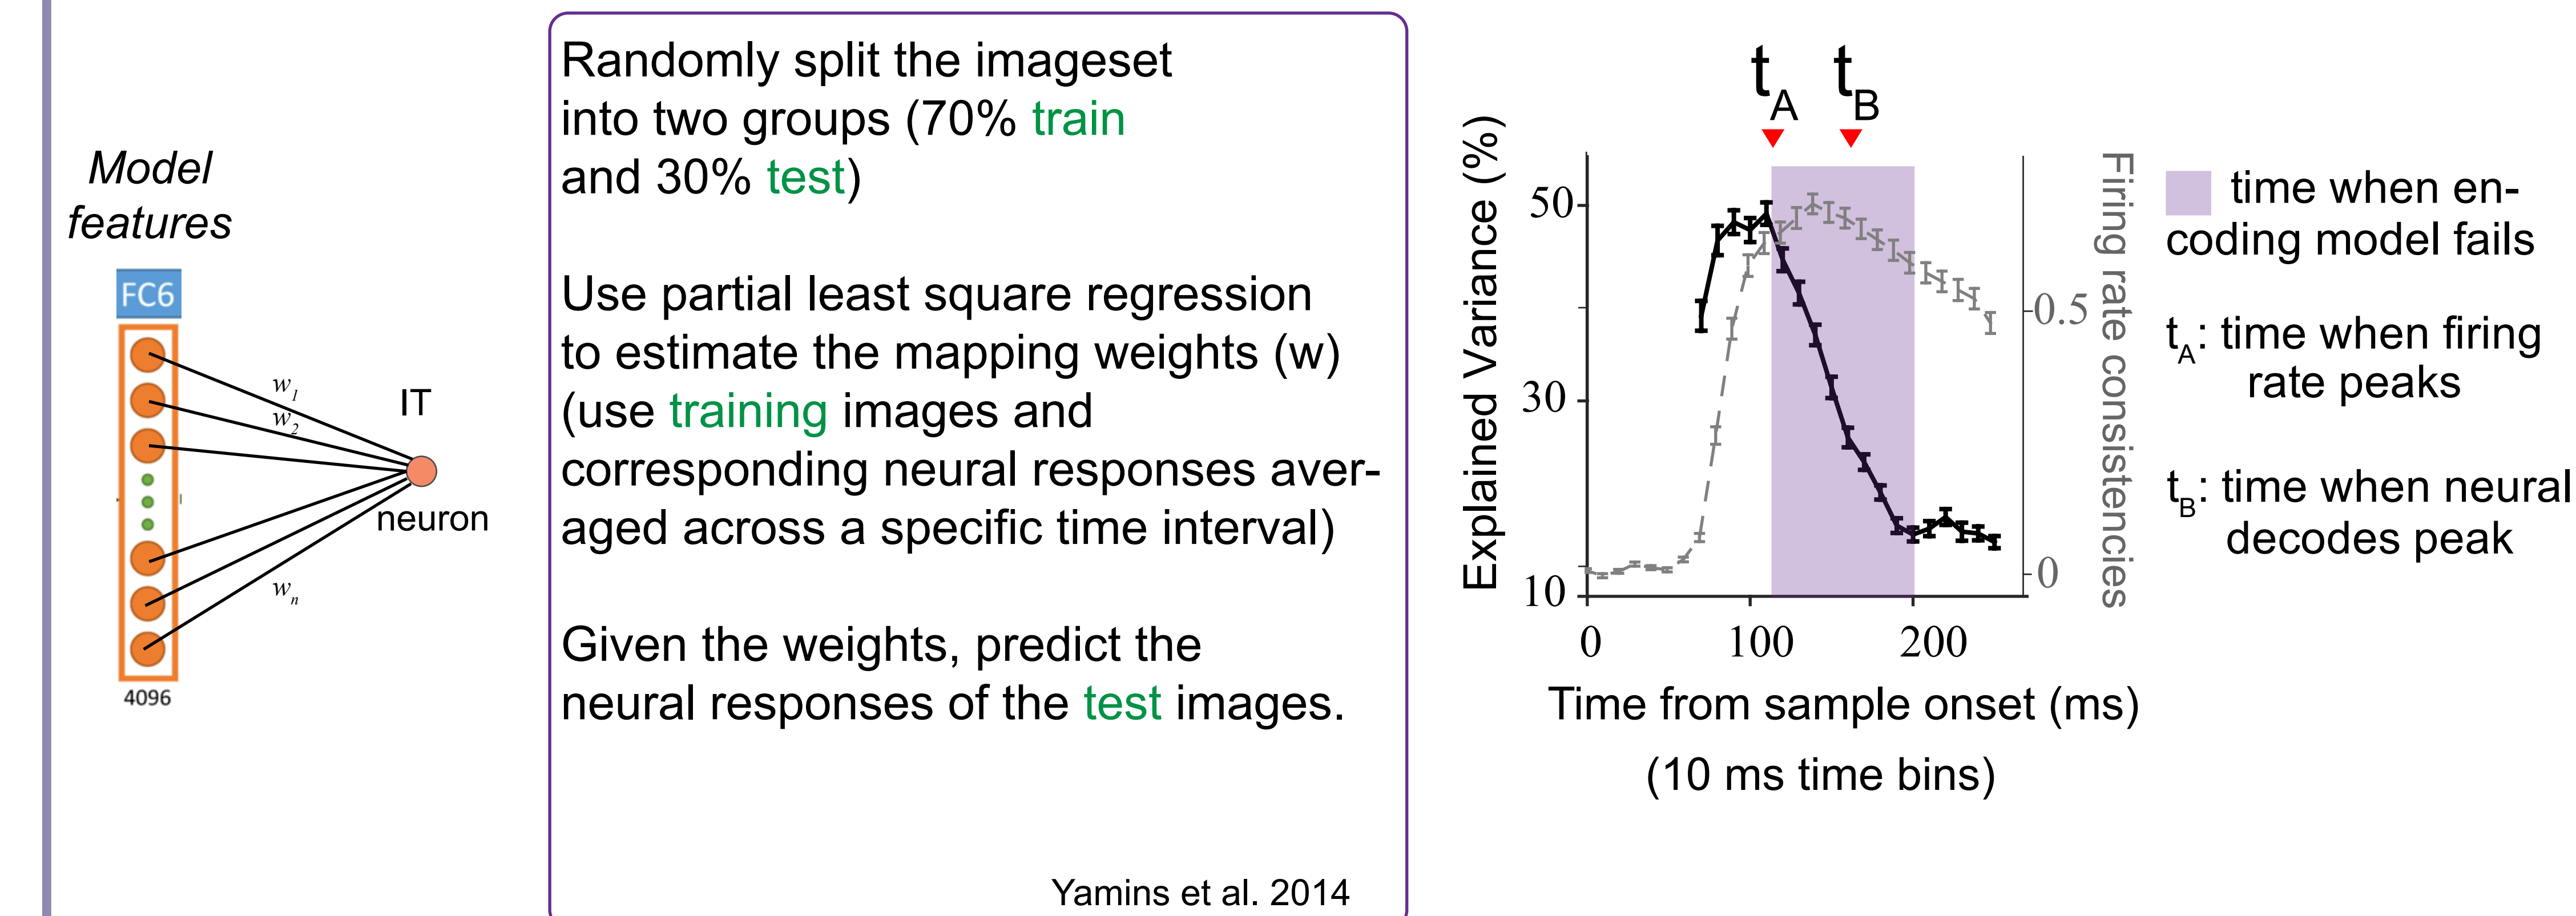 Model
features
FC6
w1
w2
wn
4096
IT
neuron
Randomly split the imageset
into two groups (70% train
and 30% test)
Use partial least square regression
to estimate the mapping weights (w)
(use training images and
corresponding neural responses aver-
aged across a specific time interval)
Given the weights, predict the
neural responses of the test images.
Yamins et al. 2014
tA tB
Explained Variance (%)
50
30
10
0 100 200
Time from sample onset (ms)
(10 ms time bins)
0.5
0
Firing rate consistencies
time when en-
coding model fails
tA: time when firing
rate peaks
tB: time when neural
decodes peak